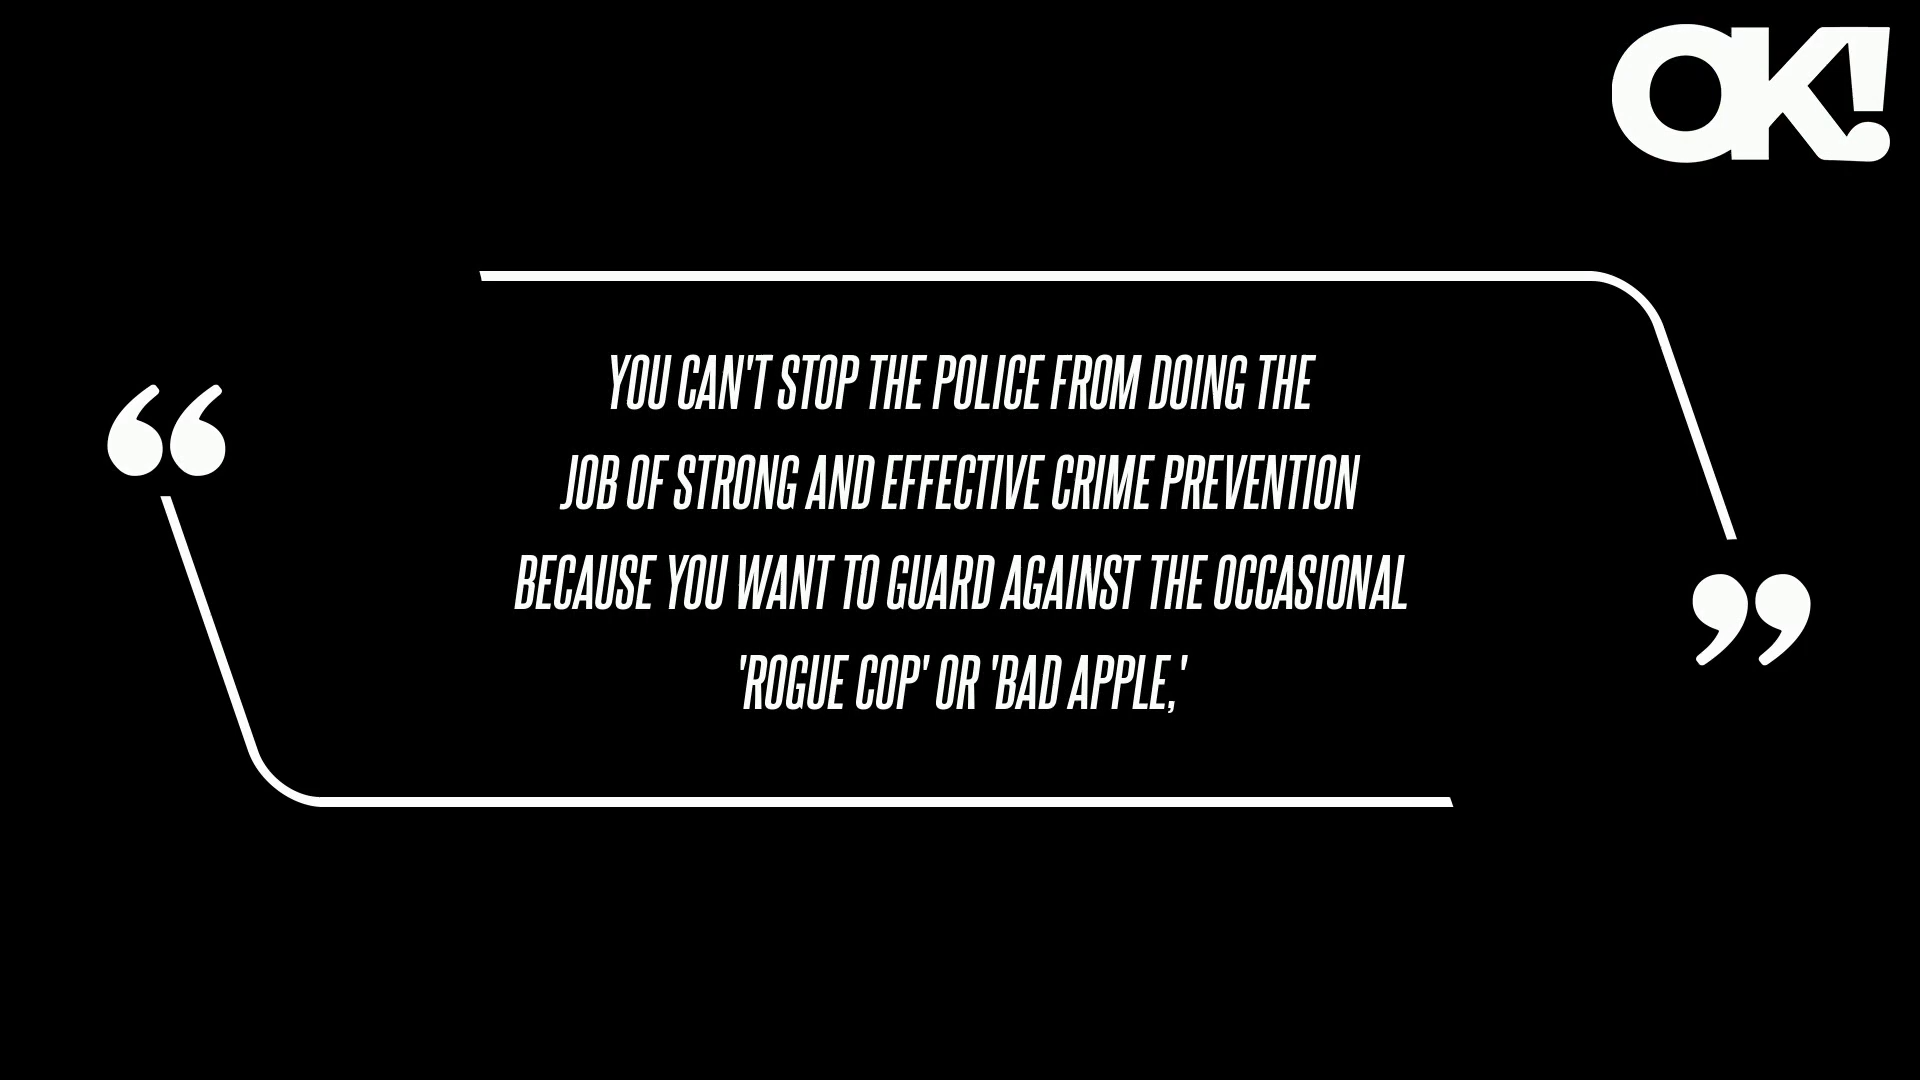 OK!
“
YOU CAN'T STOP THE POLICE FROM DOING THE
JOB OF STRONG AND EFFECTIVE CRIME PREVENTION
BECAUSE YOU WANT TO GUARD AGAINST THE OCCASIONAL
'ROGUE COP' OR 'BAD APPLE,'
”